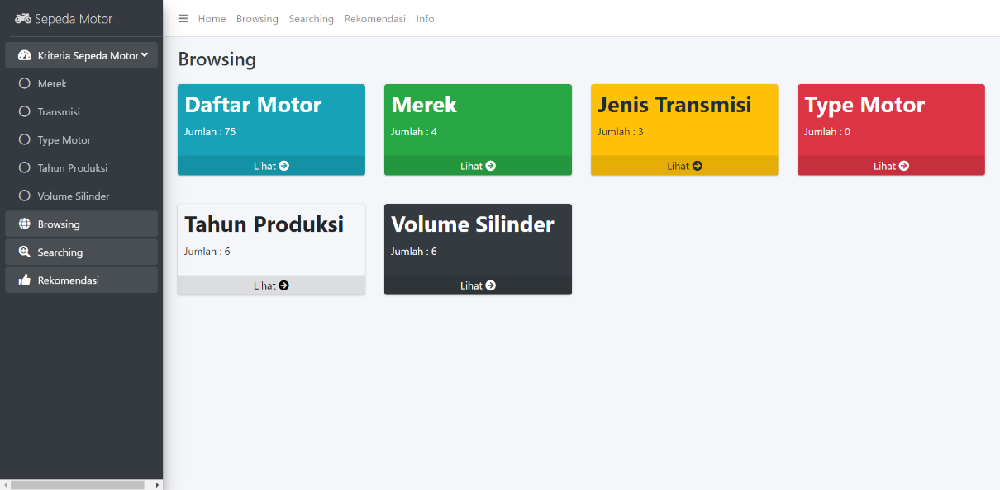 Sepeda Motor
Home Browsing Searching Rekomendasi Info
Kriteria Sepeda Motor
Merek
Transmisi
Type Motor
Tahun Produksi
Volume Silinder
Browsing
Searching
Rekomendasi
Browsing
Daftar Motor
Jumlah : 75
Lihat
Merek
Jumlah : 4
Lihat
Jenis Transmisi
Jumlah : 3
Lihat
Type Motor
Jumlah : 0
Lihat
Tahun Produksi
Jumlah : 6
Lihat
Volume Silinder
Jumlah : 6
Lihat